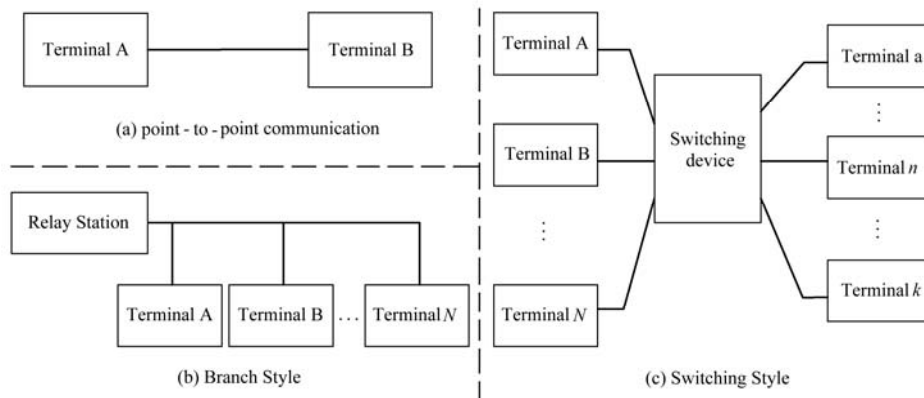 Terminal A
Terminal B
(a) point - to - point communication
Relay Station
Terminal A
Terminal B
...
Terminal N
(b) Branch Style
Terminal A
Terminal B
⋮
Terminal N
Switching
device
Terminal a
⋮
Terminal n
⋮
Terminal k
(c) Switching Style